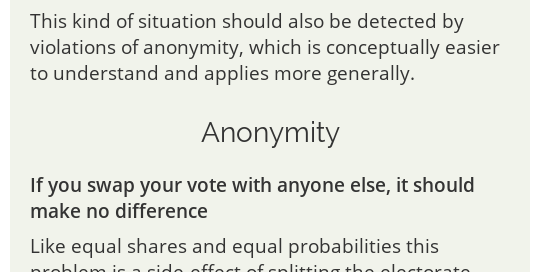 This kind of situation should also be detected by
violations of anonymity, which is conceptually easier
to understand and applies more generally.
Anonymity
If you swap your vote with anyone else, it should
make no difference
Like equal shares and equal probabilities this
problem is a side-effect of splitting the electorate